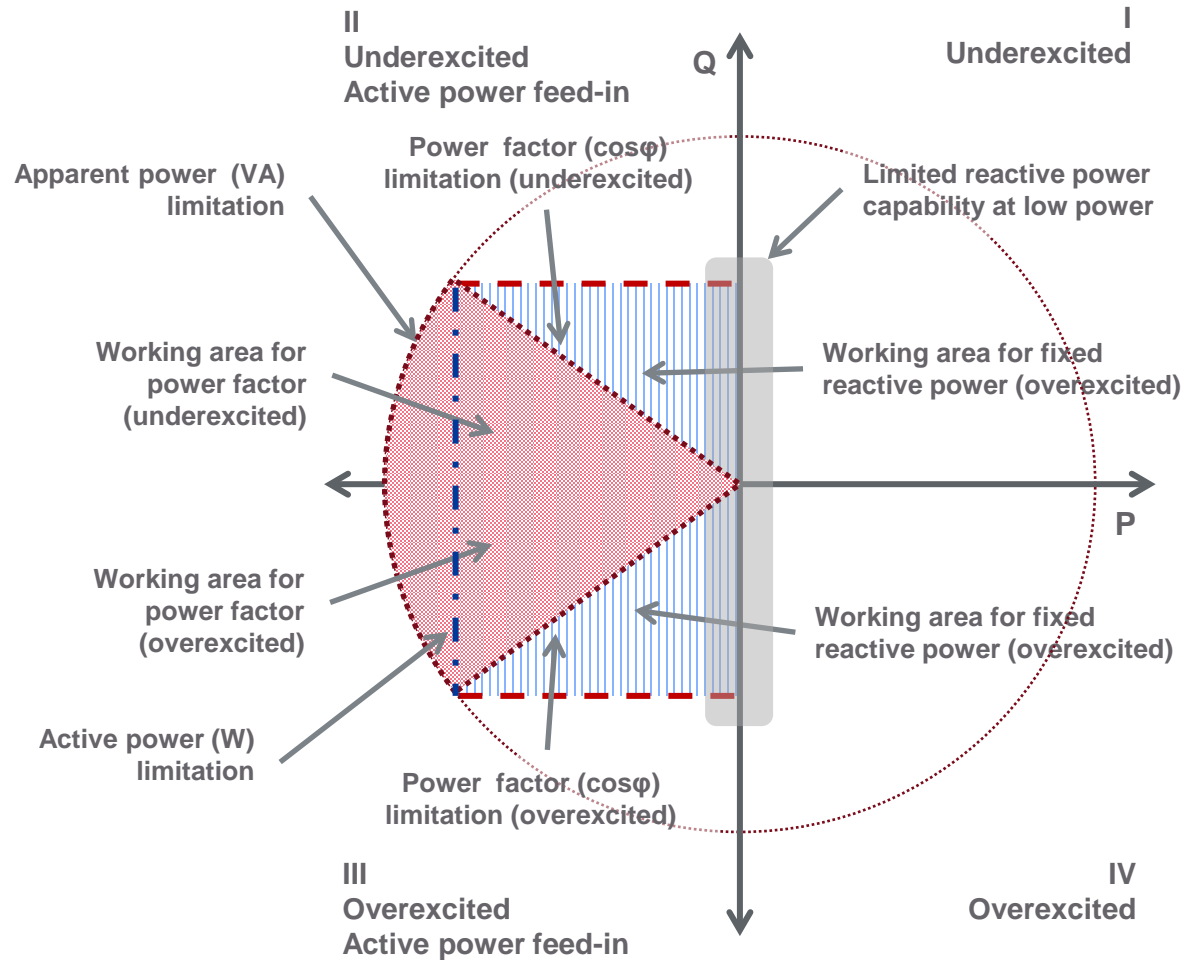 II
Underexcited
Active power feed-in
I
Underexcited
Q
Power factor (cosφ)
limitation (underexcited)
Apparent power (VA)
limitation
Limited reactive power
capability at low power
Working area for
power factor
(underexcited)
Working area for fixed
reactive power (overexcited)
P
Working area for
power factor
(overexcited)
Working area for fixed
reactive power (overexcited)
Active power (W)
limitation
Power factor (cosφ)
limitation (overexcited)
III
Overexcited
Active power feed-in
IV
Overexcited